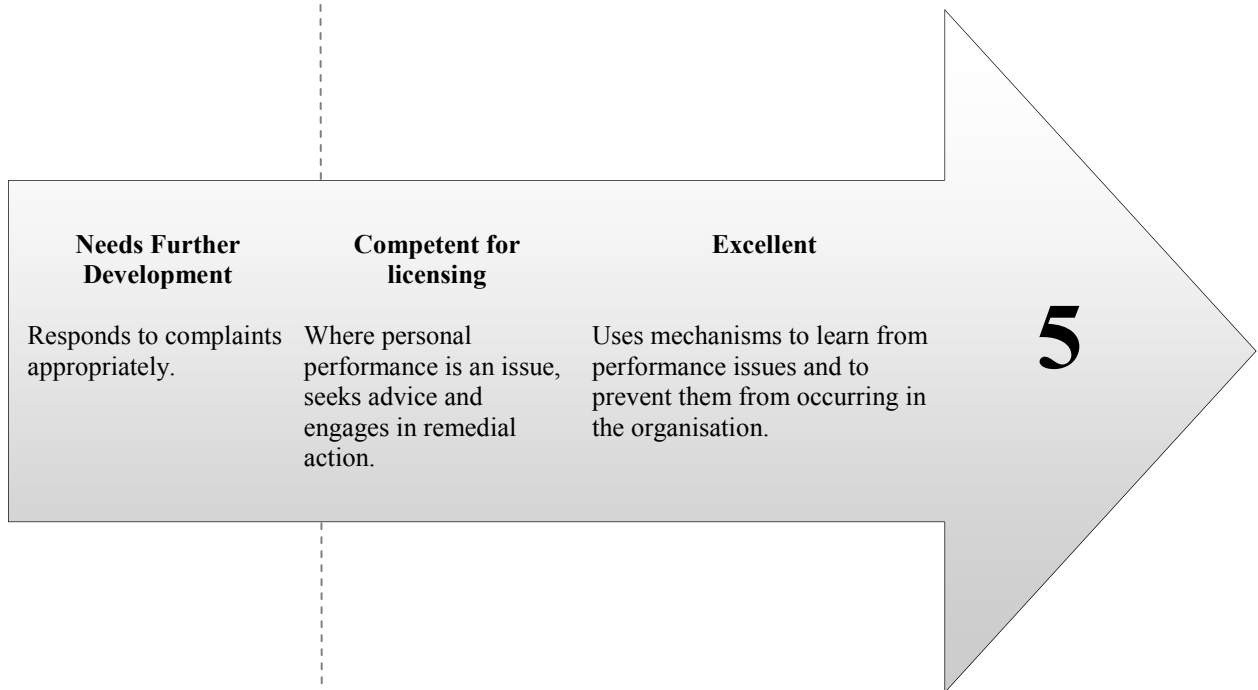 Needs Further
Development
Responds to complaints
appropriately.
Competent for
licensing
Where personal
performance is an issue,
seeks advice and
engages in remedial
action.
Excellent
Uses mechanisms to learn from
performance issues and to
prevent them from occurring in
the organisation.
5